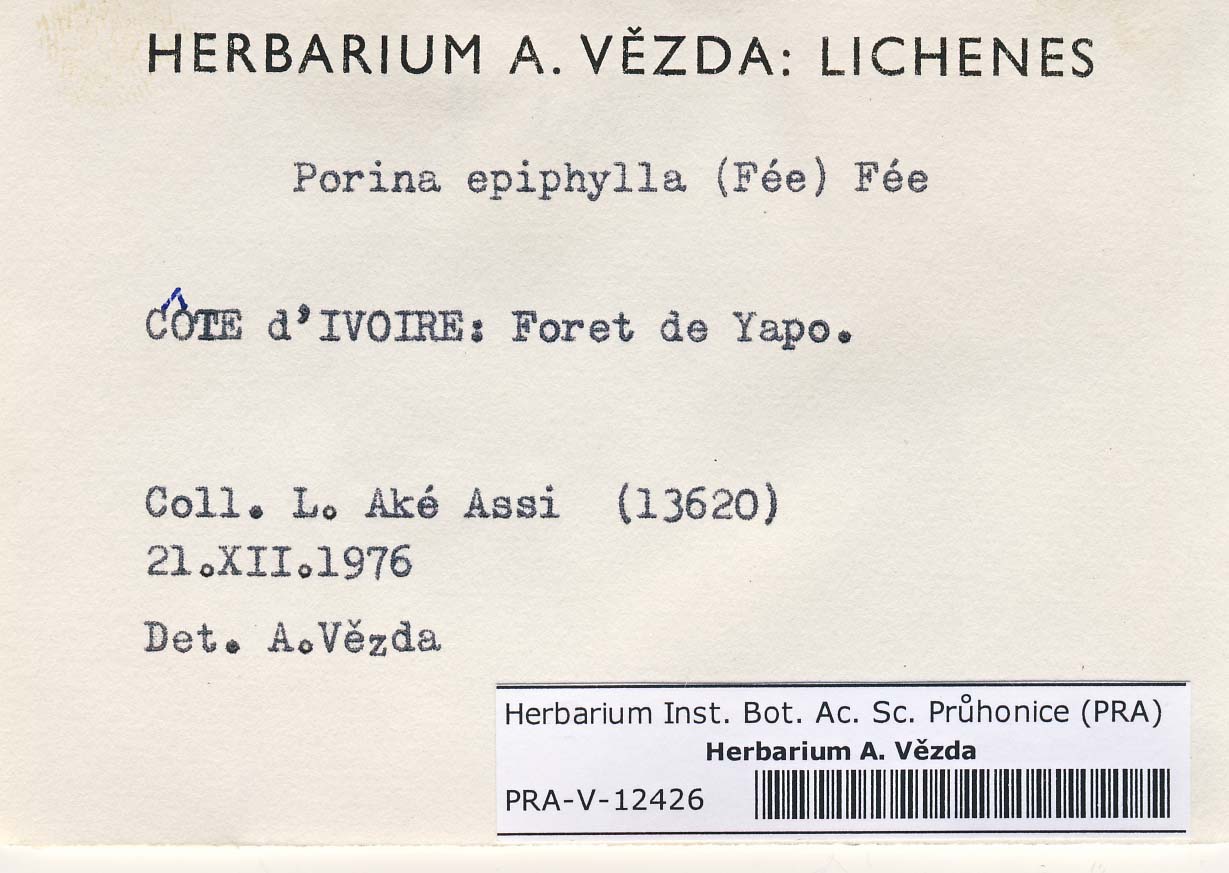 HERBARIUM A. VĚZDA: LICHENES
Porina epiphylla (Fée) Fée
CÔTE d'IVOIRE: Foret de Yapo.
Coll. L. Aké Assi (13620)
21.XII.1976
Det. A.Vězda
Herbarium Inst. Bot. Ac. Sc. Průhonice (PRA)
Herbarium A. Vězda
PRA-V-12426